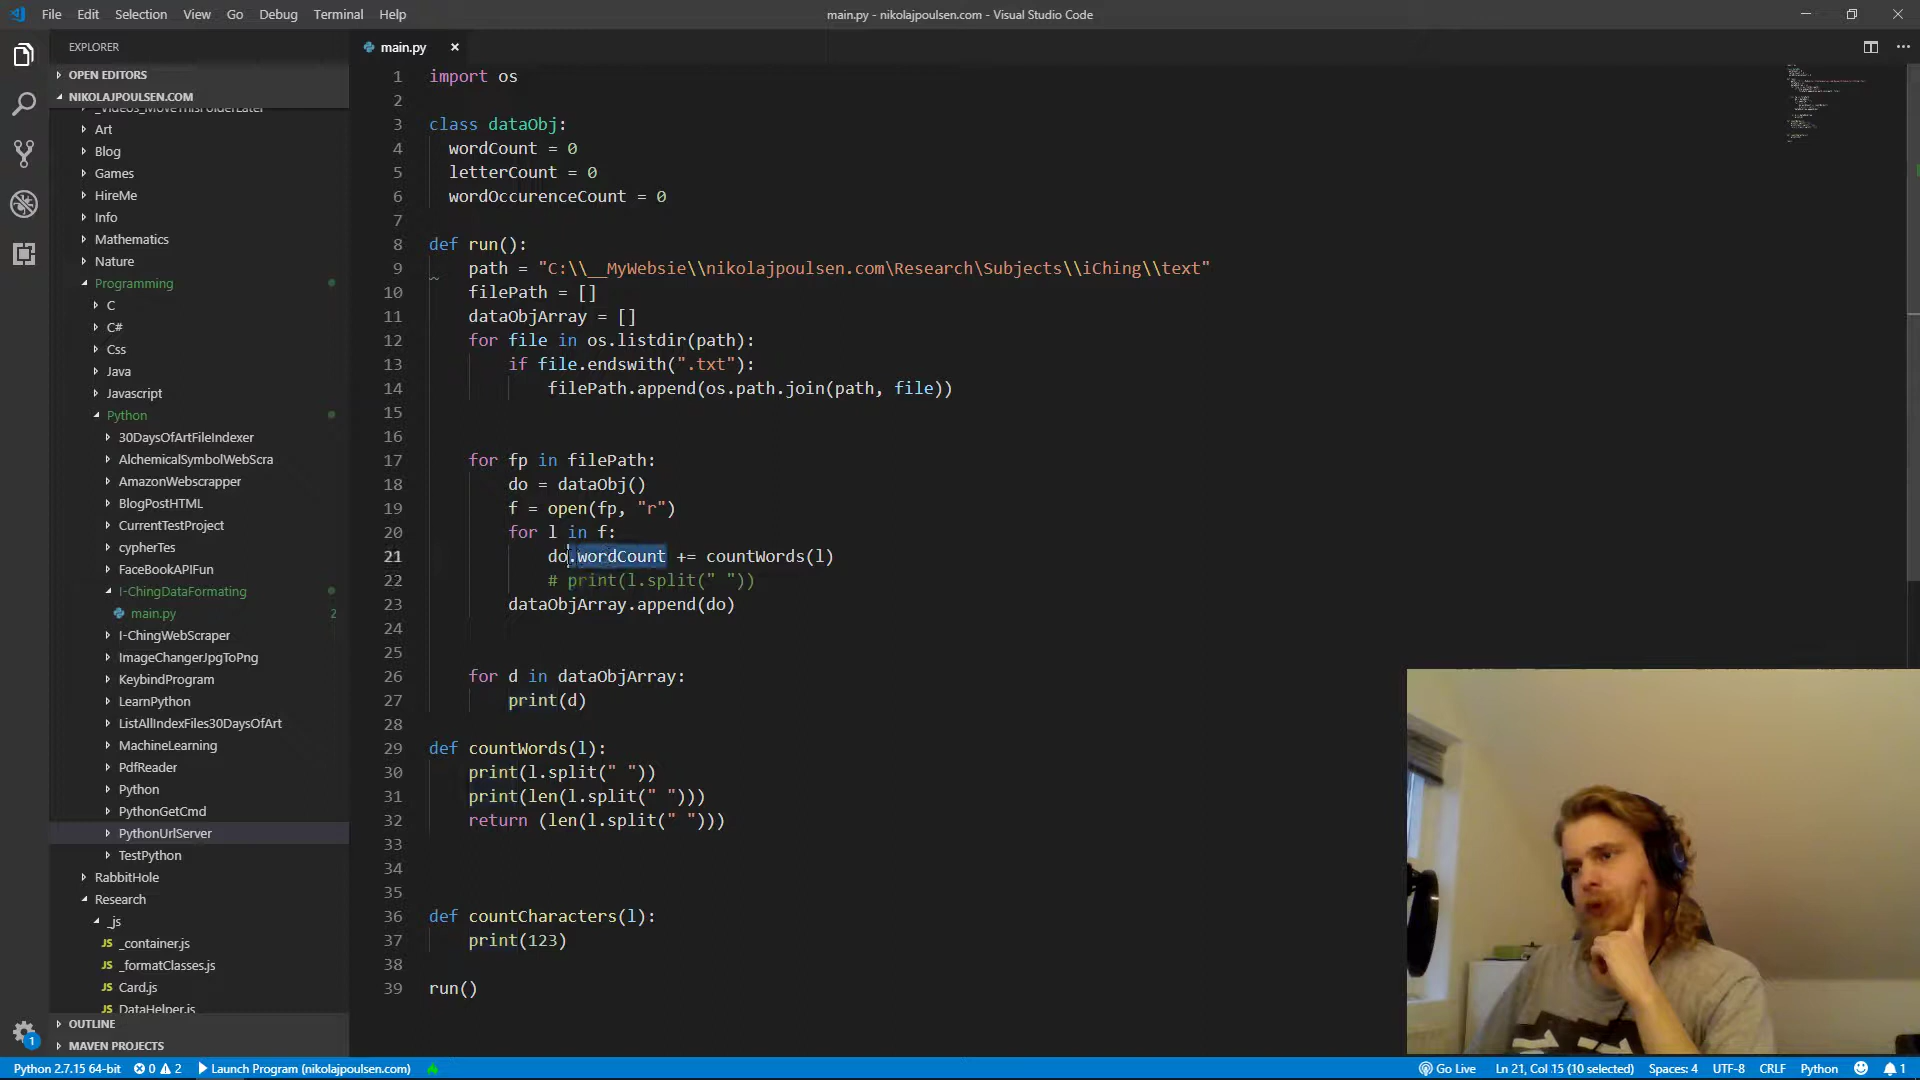 File Edit Selection View Go Debug Terminal Help
main.py - nikolajpoulsen.com - Visual Studio Code
EXPLORER
OPEN EDITORS
NIKOLAJPOULSEN.COM
_Videos_MoveThisFolderLater
Art
Blog
Games
HireMe
Info
Mathematics
Nature
Programming
C
C#
Css
Java
Javascript
Python
30DaysOfArtFileIndexer
AlchemicalSymbolWebScra
AmazonWebscrapper
BlogPostHTML
CurrentTestProject
cypherTes
FaceBookAPIFun
I-ChingDataFormating
main.py 2
I-ChingWebScraper
ImageChangerJpgToPng
KeybindProgram
LearnPython
ListAllIndexFiles30DaysOfArt
MachineLearning
PdfReader
Python
PythonGetCmd
PythonUrlServer
TestPython
RabbitHole
Research
_js
JS _container.js
JS _formatClasses.js
JS Card.js
JS DataHelper.js
OUTLINE
MAVEN PROJECTS
1
main.py
1 import os
2
3 class dataObj:
4 wordCount = 0
5 letterCount = 0
6 wordOccurenceCount = 0
7
8 def run():
9 path = "C:\\__MyWebsie\\nikolajpoulsen.com\Research\Subjects\\iChing\\text"
10 filePath = []
11 dataObjArray = []
12 for file in os.listdir(path):
13 if file.endswith(".txt"):
14 filePath.append(os.path.join(path, file))
15
16
17 for fp in filePath:
18 do = dataObj()
19 f = open(fp, "r")
20 for l in f:
21 do.wordCount += countWords(l)
22 # print(l.split(" "))
23 dataObjArray.append(do)
24
25
26 for d in dataObjArray:
27 print(d)
28
29 def countWords(l):
30 print(l.split(" "))
31 print(len(l.split(" ")))
32 return (len(l.split(" ")))
33
34
35
36 def countCharacters(l):
37 print(123)
38
39 run()
Python 2.7.15 64-bit 0 2 Launch Program (nikolajpoulsen.com) Go Live Ln 21, Col 15 (10 selected) Spaces: 4 UTF-8 CRLF Python 1